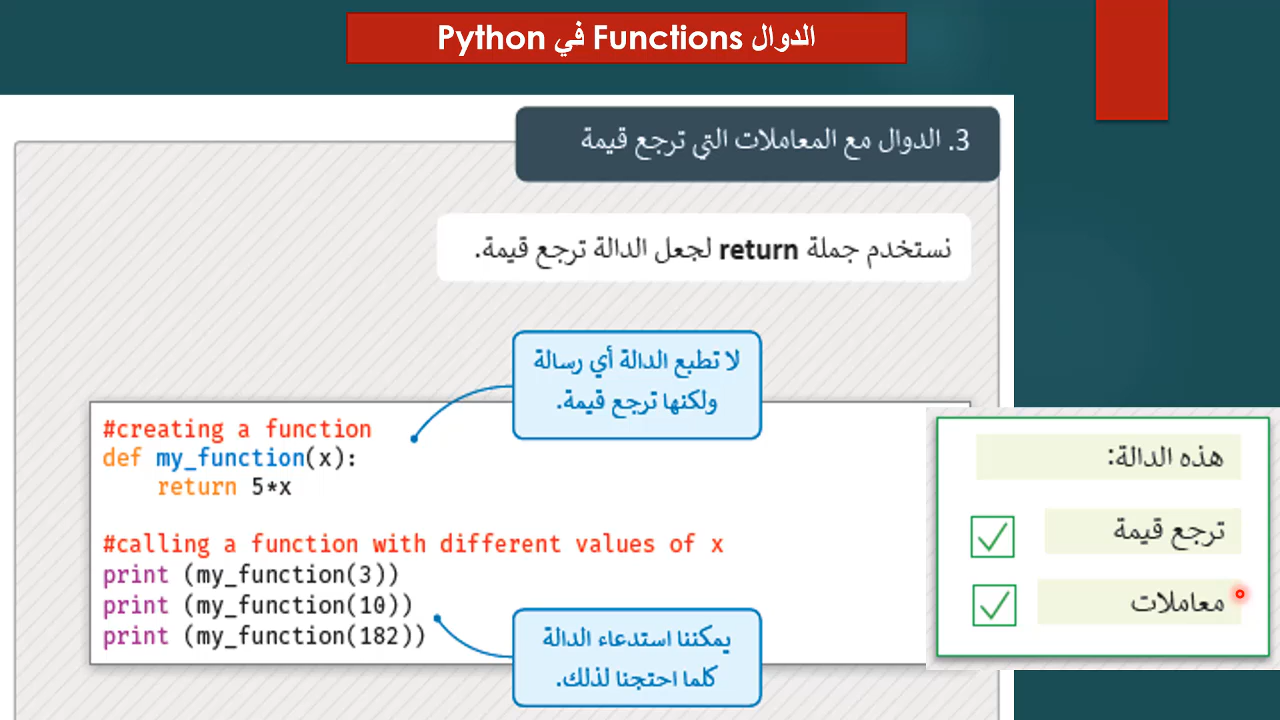 الدوال Functions في Python
3. الدوال مع المعاملات التي ترجع قيمة
نستخدم جملة return لجعل الدالة ترجع قيمة.
لا تطبع الدالة أي رسالة
ولكنها ترجع قيمة.
#creating a function
def my_function(x):
    return 5*x
#calling a function with different values of x
print (my_function(3))
print (my_function(10))
print (my_function(182))
يمكننا استدعاء الدالة
كلما احتجنا لذلك.
هذه الدالة:
ترجع قيمة
معاملات